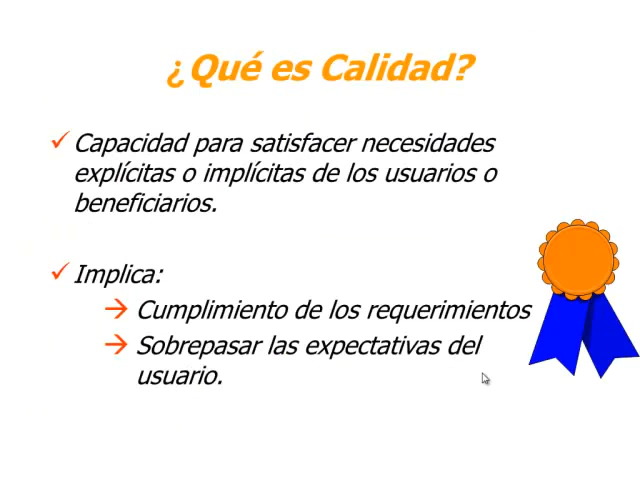 ¿Qué es Calidad?
Capacidad para satisfacer necesidades
explícitas o implícitas de los usuarios o
beneficiarios.
Implica:
Cumplimiento de los requerimientos
Sobrepasar las expectativas del
usuario.